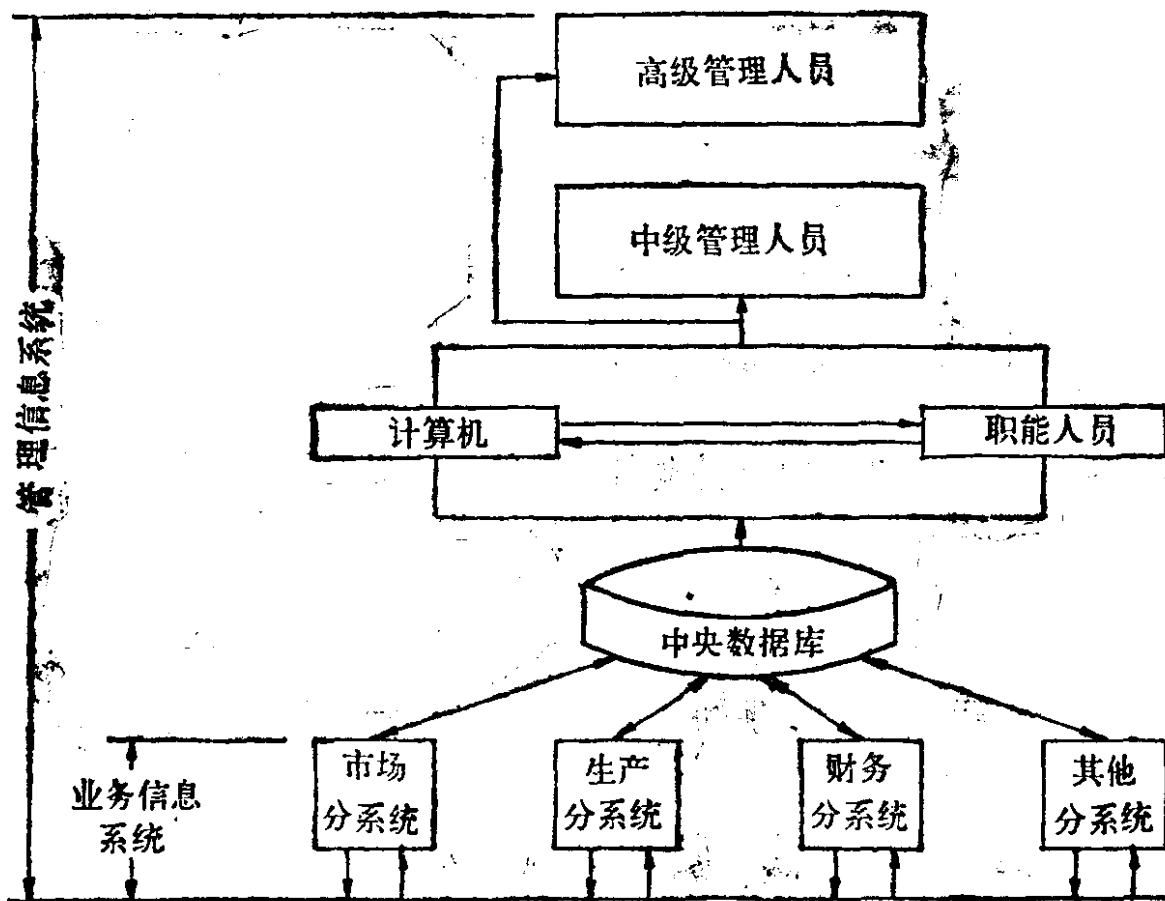 高级管理人员
中级管理人员
管理信息系统
计算机
职能人员
中央数据库
业务信息
系统
市场
分系统
生产
分系统
财务
分系统
其他
分系统